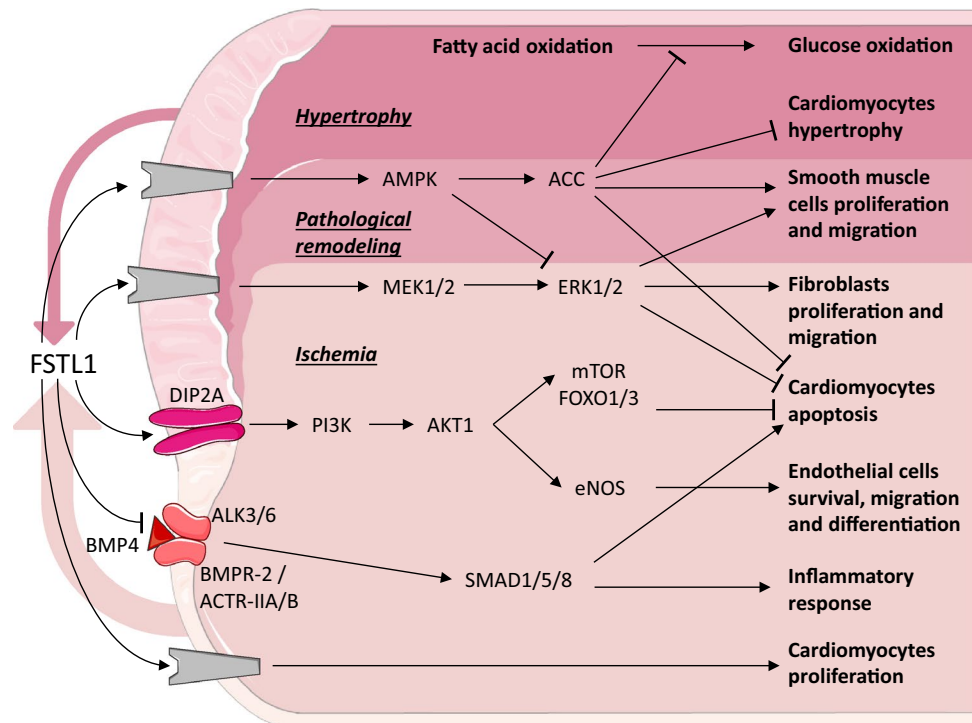 Fatty acid oxidation
Glucose oxidation
Hypertrophy
Cardiomyocytes
hypertrophy
AMPK
ACC
Smooth muscle
cells proliferation
and migration
Pathological
remodeling
MEK1/2
ERK1/2
Fibroblasts
proliferation and
migration
FSTL1
Ischemia
DIP2A
mTOR
FOXO1/3
Cardiomyocytes
apoptosis
PI3K
AKT1
eNOS
Endothelial cells
survival, migration
and differentiation
ALK3/6
BMP4
BMPR-2 /
ACTR-IIA/B
SMAD1/5/8
Inflammatory
response
Cardiomyocytes
proliferation